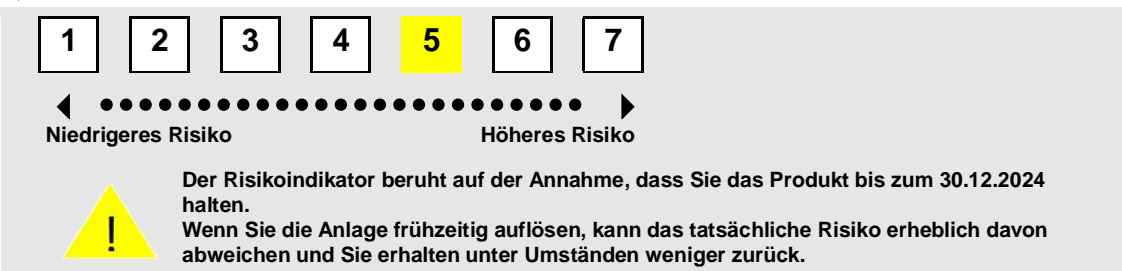 1 2 3 4 5 6 7
Niedrigeres Risiko Höheres Risiko
Der Risikoindikator beruht auf der Annahme, dass Sie das Produkt bis zum 30.12.2024
halten.
Wenn Sie die Anlage frühzeitig auflösen, kann das tatsächliche Risiko erheblich davon
abweichen und Sie erhalten unter Umständen weniger zurück.
!